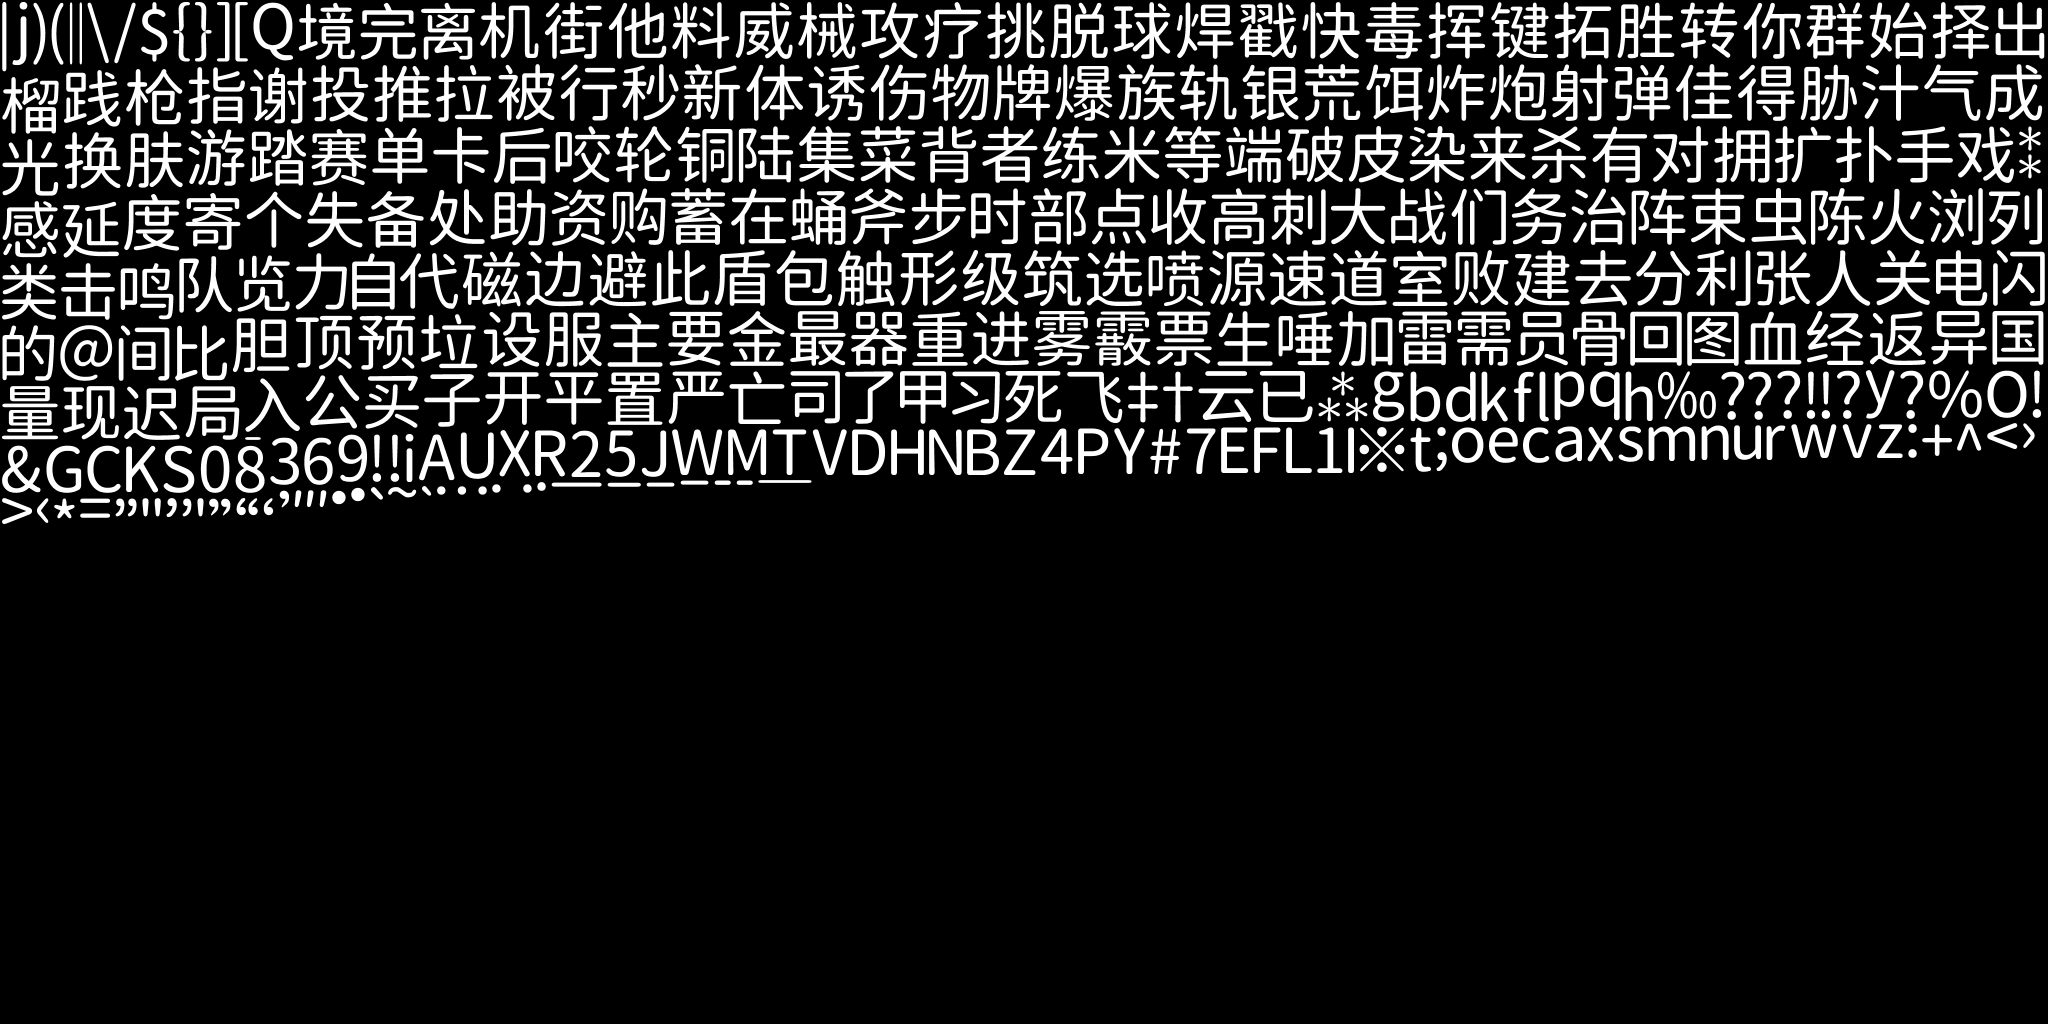 |j)(‖\/${}][Q境完离机街他料威械攻疗挑脱球焊戳快毒挥键拓胜转你群始择出
榴践枪指谢投推拉被行秒新体诱伤物牌爆族轨银荒饵炸炮射弹佳得胁汁气成
光换肤游踏赛单卡后咬轮铜陆集菜背者练米等端破皮染来杀有对拥扩扑手戏⁑
感延度寄个失备处助资购蓄在蛹斧步时部点收高刺大战们务治阵束虫陈火浏列
类击鸣队览力自代磁边避此盾包触形级筑选喷源速道室败建去分利张人关电闪
的@间比胆顶预垃设服主要金最器重进雾霰票生唾加雷需员骨回图血经返异国
量现迟局入公买子开平置严亡司了甲习死飞‡†云已⁂gbdkflpqh‰???!!?y?%O!
&GCKS08369!!iAUXR25JWMTVDHNBZ4PY#7EFL1l※t;oecaxsmnurwvz:+^<›
>‹*=”"”'”“‘’"'•·`~